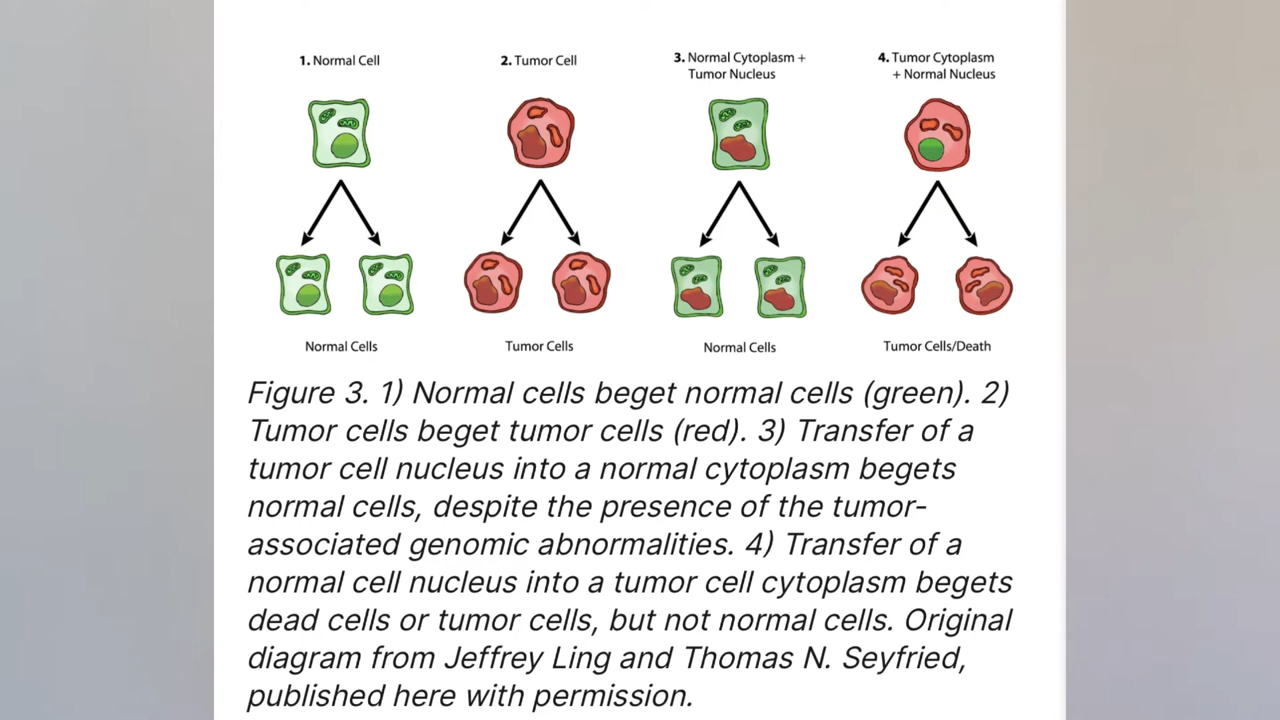 1. Normal Cell
2. Tumor Cell
3. Normal Cytoplasm +
Tumor Nucleus
4. Tumor Cytoplasm
+ Normal Nucleus
Normal Cells
Tumor Cells
Normal Cells
Tumor Cells/Death
Figure 3. 1) Normal cells beget normal cells (green). 2)
Tumor cells beget tumor cells (red). 3) Transfer of a
tumor cell nucleus into a normal cytoplasm begets
normal cells, despite the presence of the tumor-
associated genomic abnormalities. 4) Transfer of a
normal cell nucleus into a tumor cell cytoplasm begets
dead cells or tumor cells, but not normal cells. Original
diagram from Jeffrey Ling and Thomas N. Seyfried,
published here with permission.